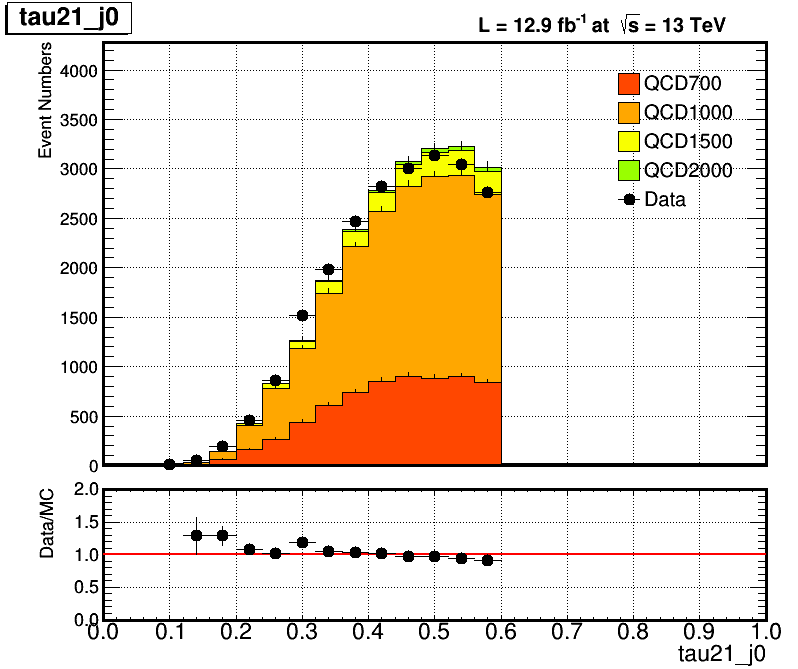 tau21_j0
L = 12.9 fb⁻¹ at √s = 13 TeV
Event Numbers
4000
3500
3000
2500
2000
1500
1000
500
0
QCD700
QCD1000
QCD1500
QCD2000
Data
Data/MC
2.0
1.5
1.0
0.5
0.0
0.0 0.1 0.2 0.3 0.4 0.5 0.6 0.7 0.8 0.9 1.0
tau21_j0